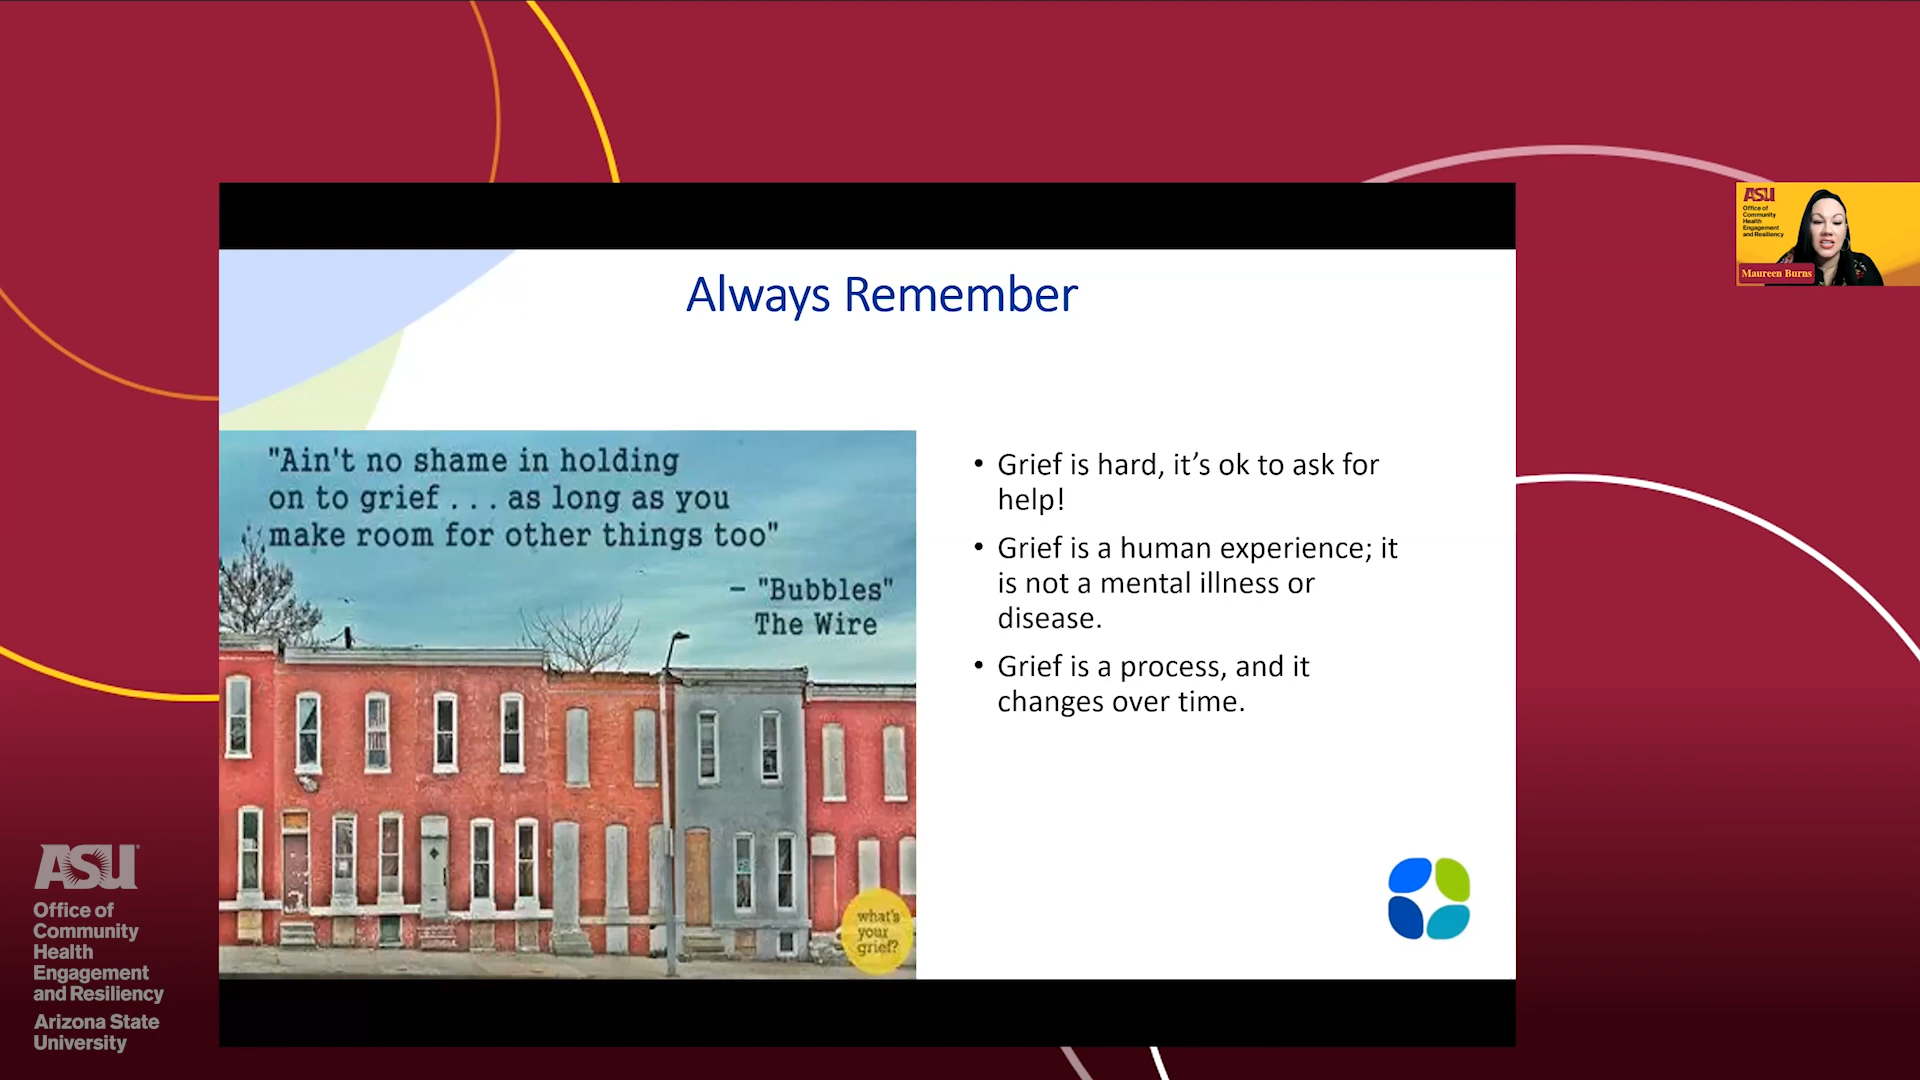 Always Remember
"Ain't no shame in holding
on to grief . . . as long as you
make room for other things too"
– "Bubbles"
The Wire
what's
your
grief?
• Grief is hard, it’s ok to ask for
help!
• Grief is a human experience; it
is not a mental illness or
disease.
• Grief is a process, and it
changes over time.
ASU
Office of
Community
Health
Engagement
and Resiliency
Maureen Burns
ASU
Office of
Community
Health
Engagement
and Resiliency
Arizona State
University